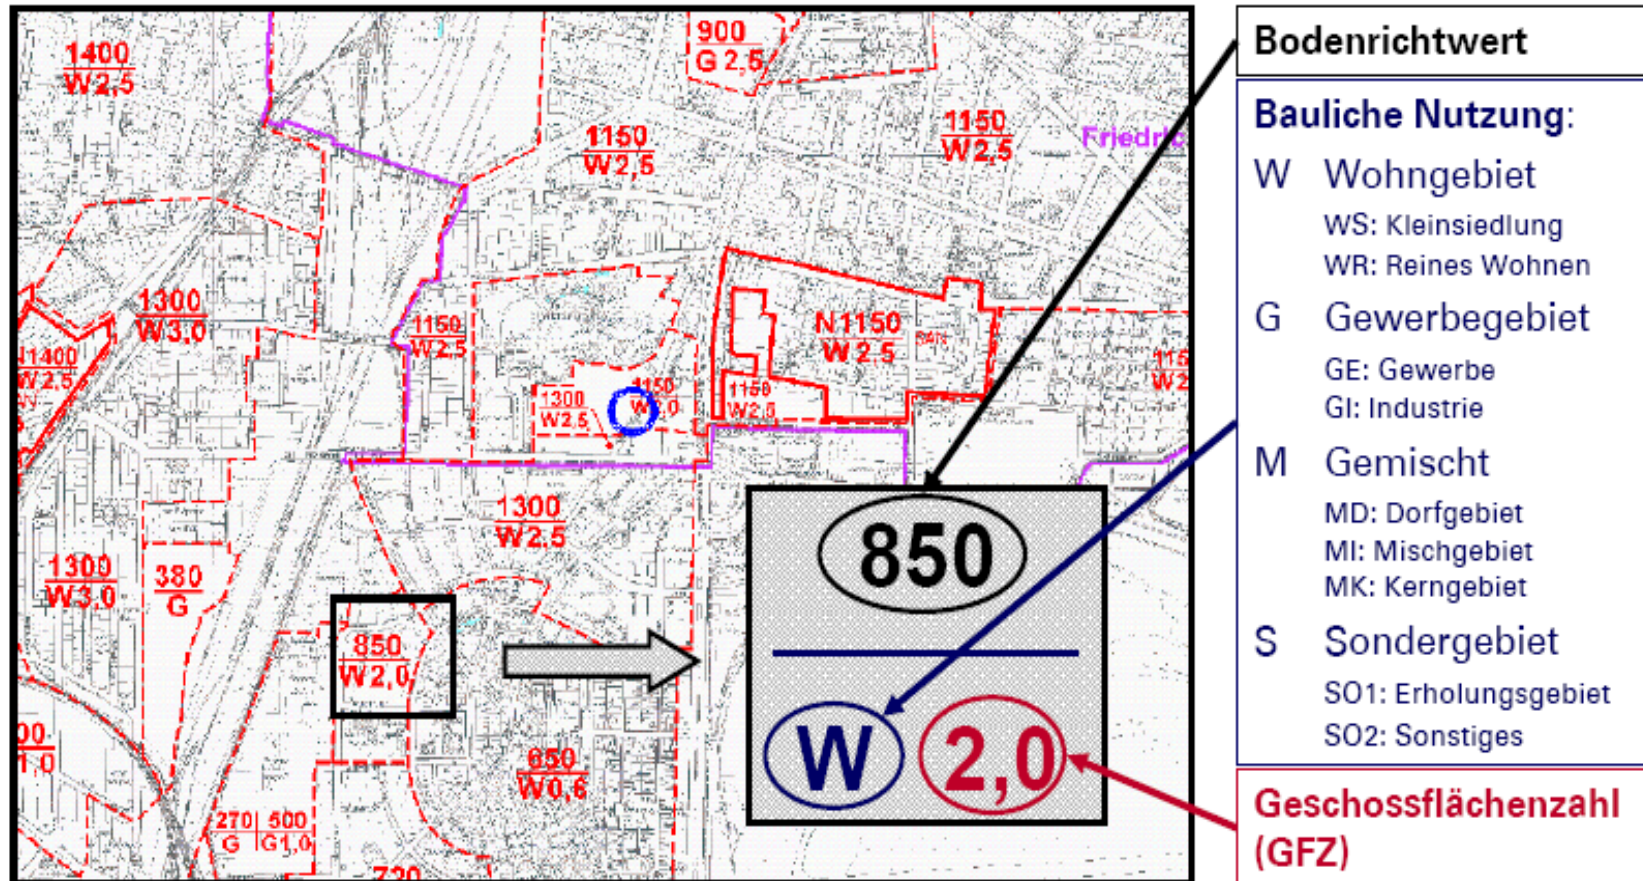 1400
W2,5
900
G 2,5
1150
W2,5
1150
W2,5
Friedric
1300
W3,0
1150
W2,5
N1150
W2,5
SAN
N1400
W2,5
1300
W2,5
1150
1150
W2,5
1300
W2,5
1300
W3,0
380
G
850
W2,0
650
W0,6
270 500
G G1,0
720
850
W 2,0
Bodenrichtwert
Bauliche Nutzung:
W Wohngebiet
WS: Kleinsiedlung
WR: Reines Wohnen
G Gewerbegebiet
GE: Gewerbe
GI: Industrie
M Gemischt
MD: Dorfgebiet
MI: Mischgebiet
MK: Kerngebiet
S Sondergebiet
SO1: Erholungsgebiet
SO2: Sonstiges
Geschossflächenzahl
(GFZ)